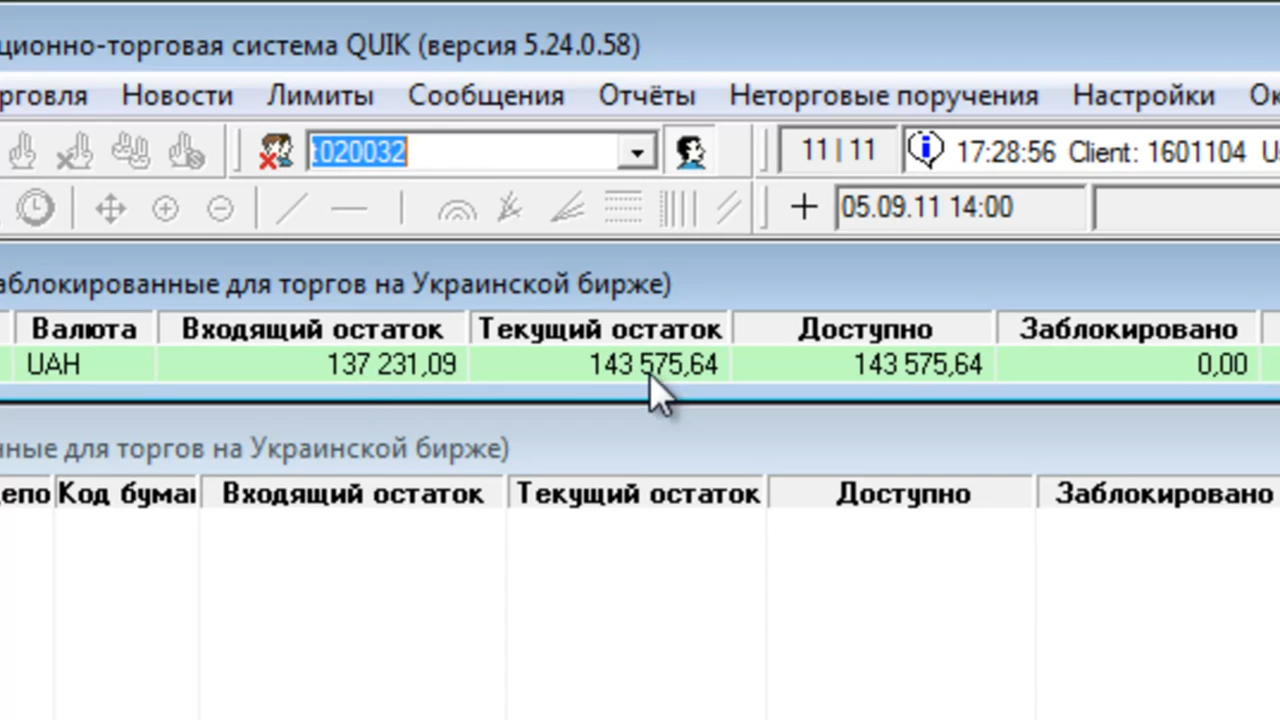 ционно-торговая система QUIK (версия 5.24.0.58)
рговля Новости Лимиты Сообщения Отчёты Неторговые поручения Настройки Ок
:020032 11 | 11 17:28:56 Client: 1601104 U
05.09.11 14:00
аблокированные для торгов на Украинской бирже)
Валюта Входящий остаток Текущий остаток Доступно Заблокировано
UAH 137 231,09 143 575,64 143 575,64 0,00
нные для торгов на Украинской бирже)
епо Код бумаг Входящий остаток Текущий остаток Доступно Заблокировано